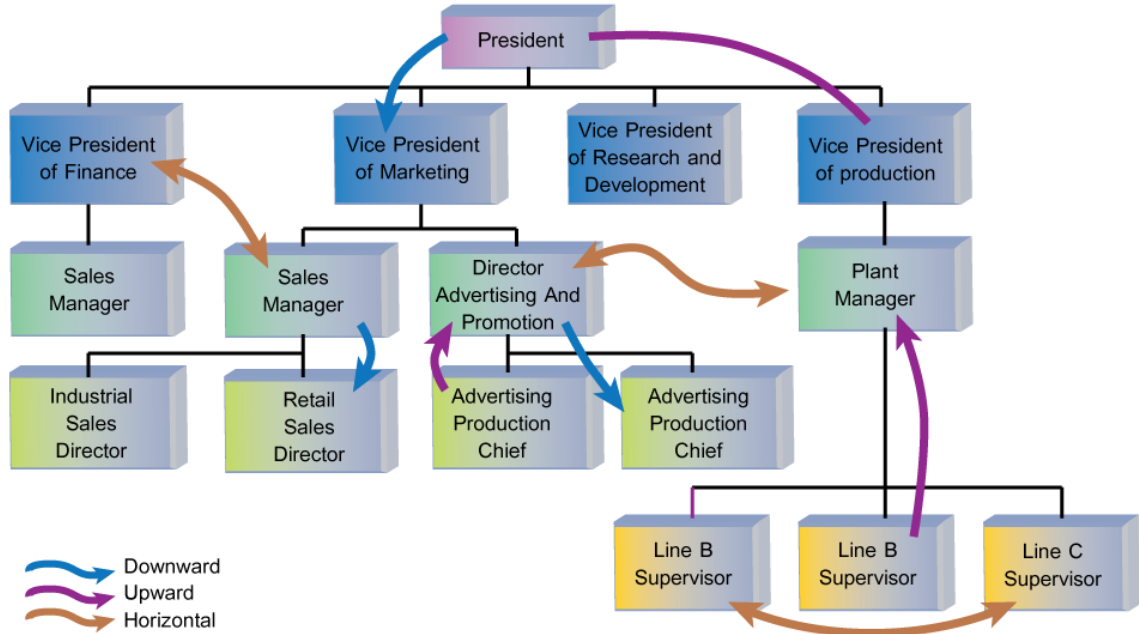 President
Vice President
of Finance
Vice President
of Marketing
Vice President
of Research and
Development
Vice President
of production
Sales
Manager
Sales
Manager
Director
Advertising And
Promotion
Plant
Manager
Industrial
Sales
Director
Retail
Sales
Director
Advertising
Production
Chief
Advertising
Production
Chief
Line B
Supervisor
Line B
Supervisor
Line C
Supervisor
Downward
Upward
Horizontal